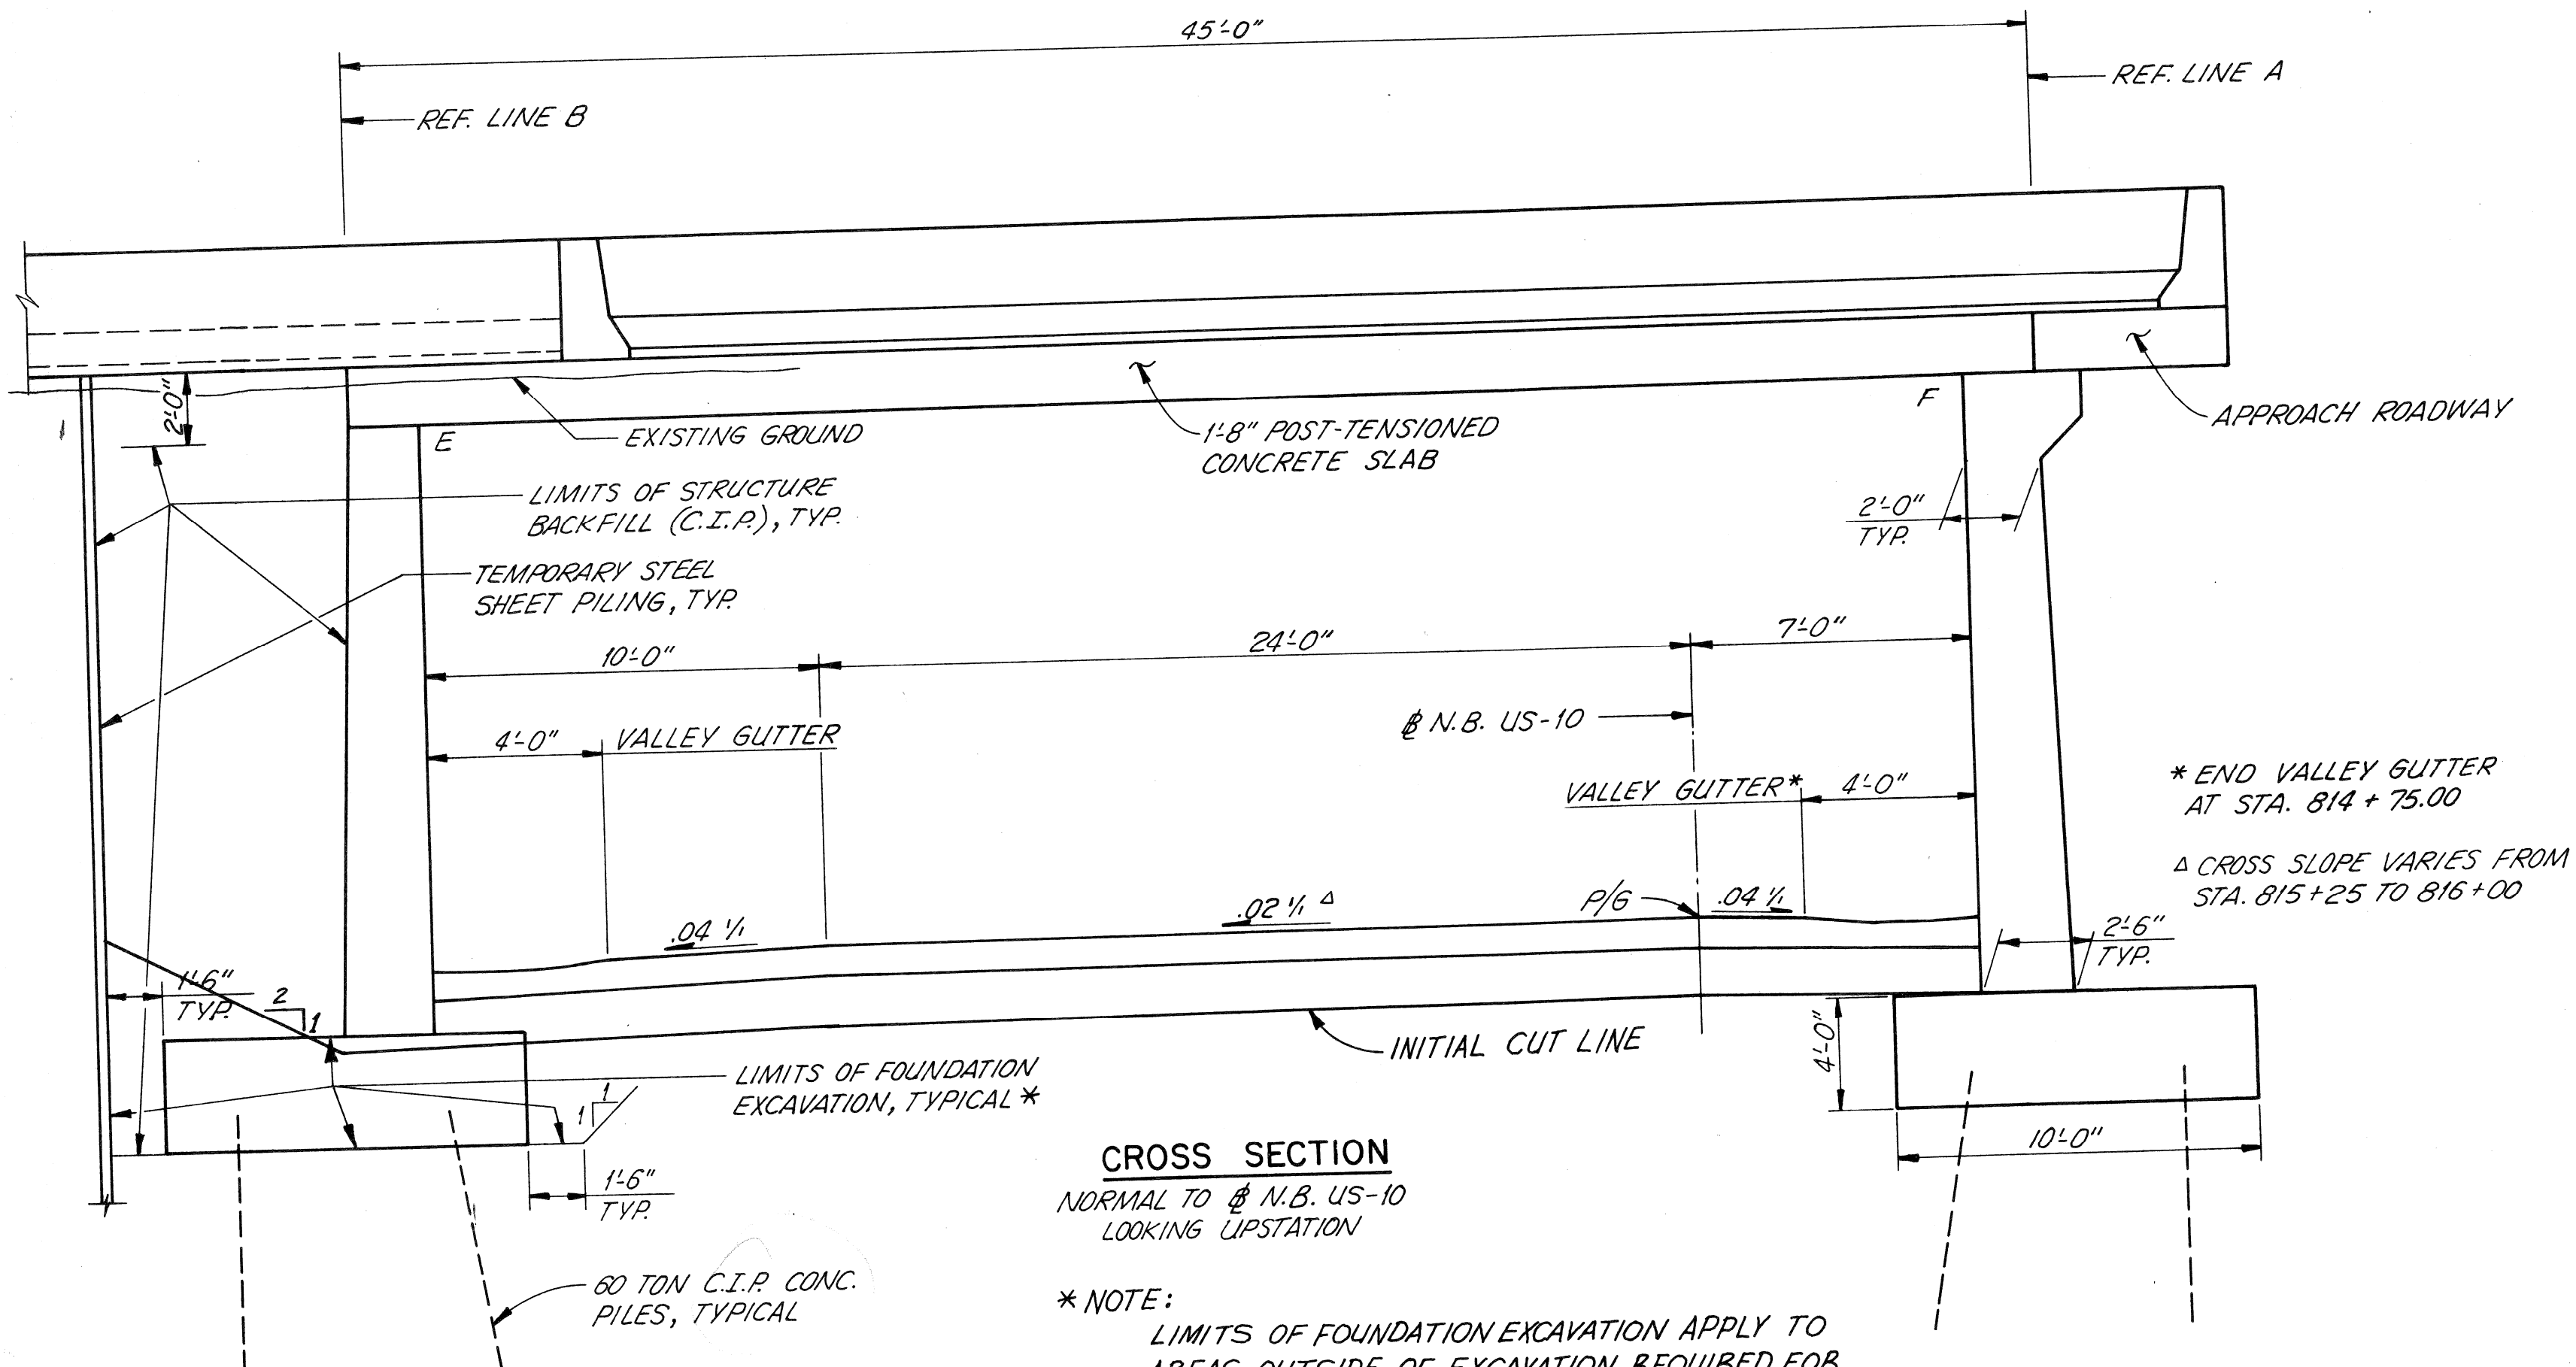 45'-0"
REF. LINE A
REF. LINE B
2'-0"
E
F
EXISTING GROUND
1'-8" POST-TENSIONED
CONCRETE SLAB
APPROACH ROADWAY
LIMITS OF STRUCTURE
BACKFILL (C.I.P.), TYP.
2'-0"
TYP.
TEMPORARY STEEL
SHEET PILING, TYP.
10'-0"
24'-0"
7'-0"
4'-0"
VALLEY GUTTER
℄ N.B. US-10
VALLEY GUTTER*
4'-0"
* END VALLEY GUTTER
AT STA. 814 + 75.00
Δ CROSS SLOPE VARIES FROM
STA. 815+25 TO 816+00
.04 1/1
.02 1/1 Δ
P/G
.04 1/1
2'-6"
TYP.
1'-6"
TYP.
2
1
4'-0"
INITIAL CUT LINE
LIMITS OF FOUNDATION
EXCAVATION, TYPICAL *
1
1
10'-0"
1'-6"
TYP.
CROSS SECTION
NORMAL TO ℄ N.B. US-10
LOOKING UPSTATION
60 TON C.I.P. CONC.
PILES, TYPICAL
* NOTE:
LIMITS OF FOUNDATION EXCAVATION APPLY TO
AREAS OUTSIDE OF EXCAVATION REQUIRED FOR